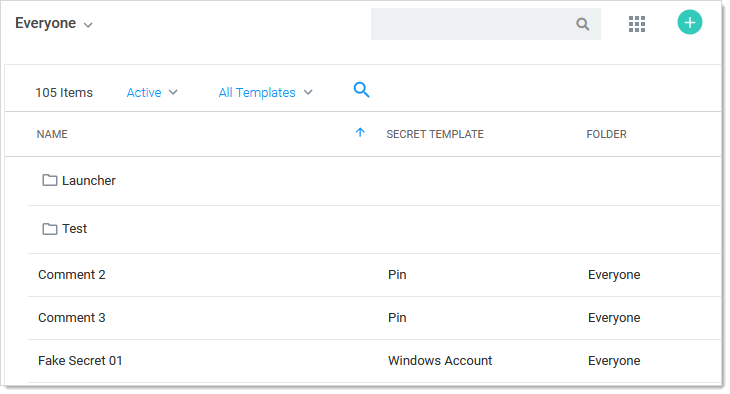 Everyone
105 Items Active All Templates
NAME SECRET TEMPLATE FOLDER
Launcher
Test
Comment 2 Pin Everyone
Comment 3 Pin Everyone
Fake Secret 01 Windows Account Everyone